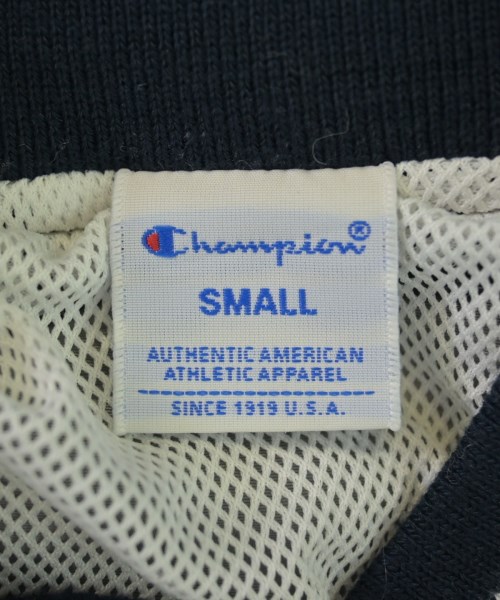 Champion®
SMALL
AUTHENTIC AMERICAN
ATHLETIC APPAREL
SINCE 1919 U.S.A.